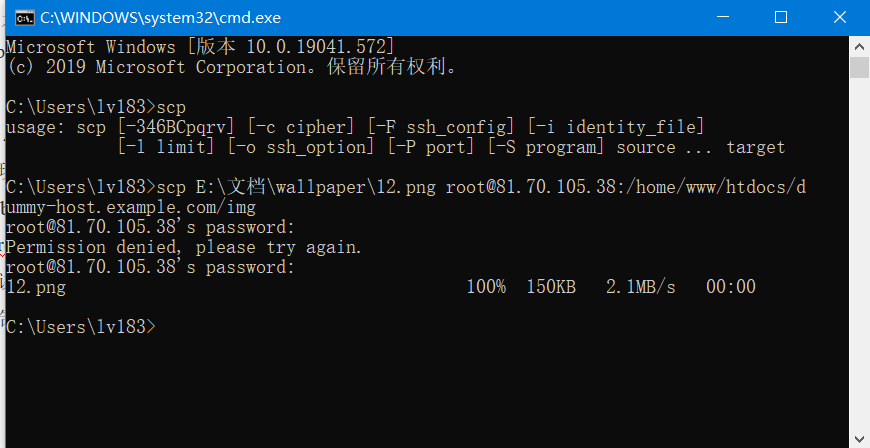 C:\WINDOWS\system32\cmd.exe
Microsoft Windows [版本 10.0.19041.572]
(c) 2019 Microsoft Corporation。保留所有权利。
C:\Users\lv183>scp
usage: scp [-346BCpqrv] [-c cipher] [-F ssh_config] [-i identity_file]
[-l limit] [-o ssh_option] [-P port] [-S program] source ... target
C:\Users\lv183>scp E:\文档\wallpaper\12.png root@81.70.105.38:/home/www/htdocs/d
ummy-host.example.com/img
root@81.70.105.38's password:
Permission denied, please try again.
root@81.70.105.38's password:
12.png 100% 150KB 2.1MB/s 00:00
C:\Users\lv183>